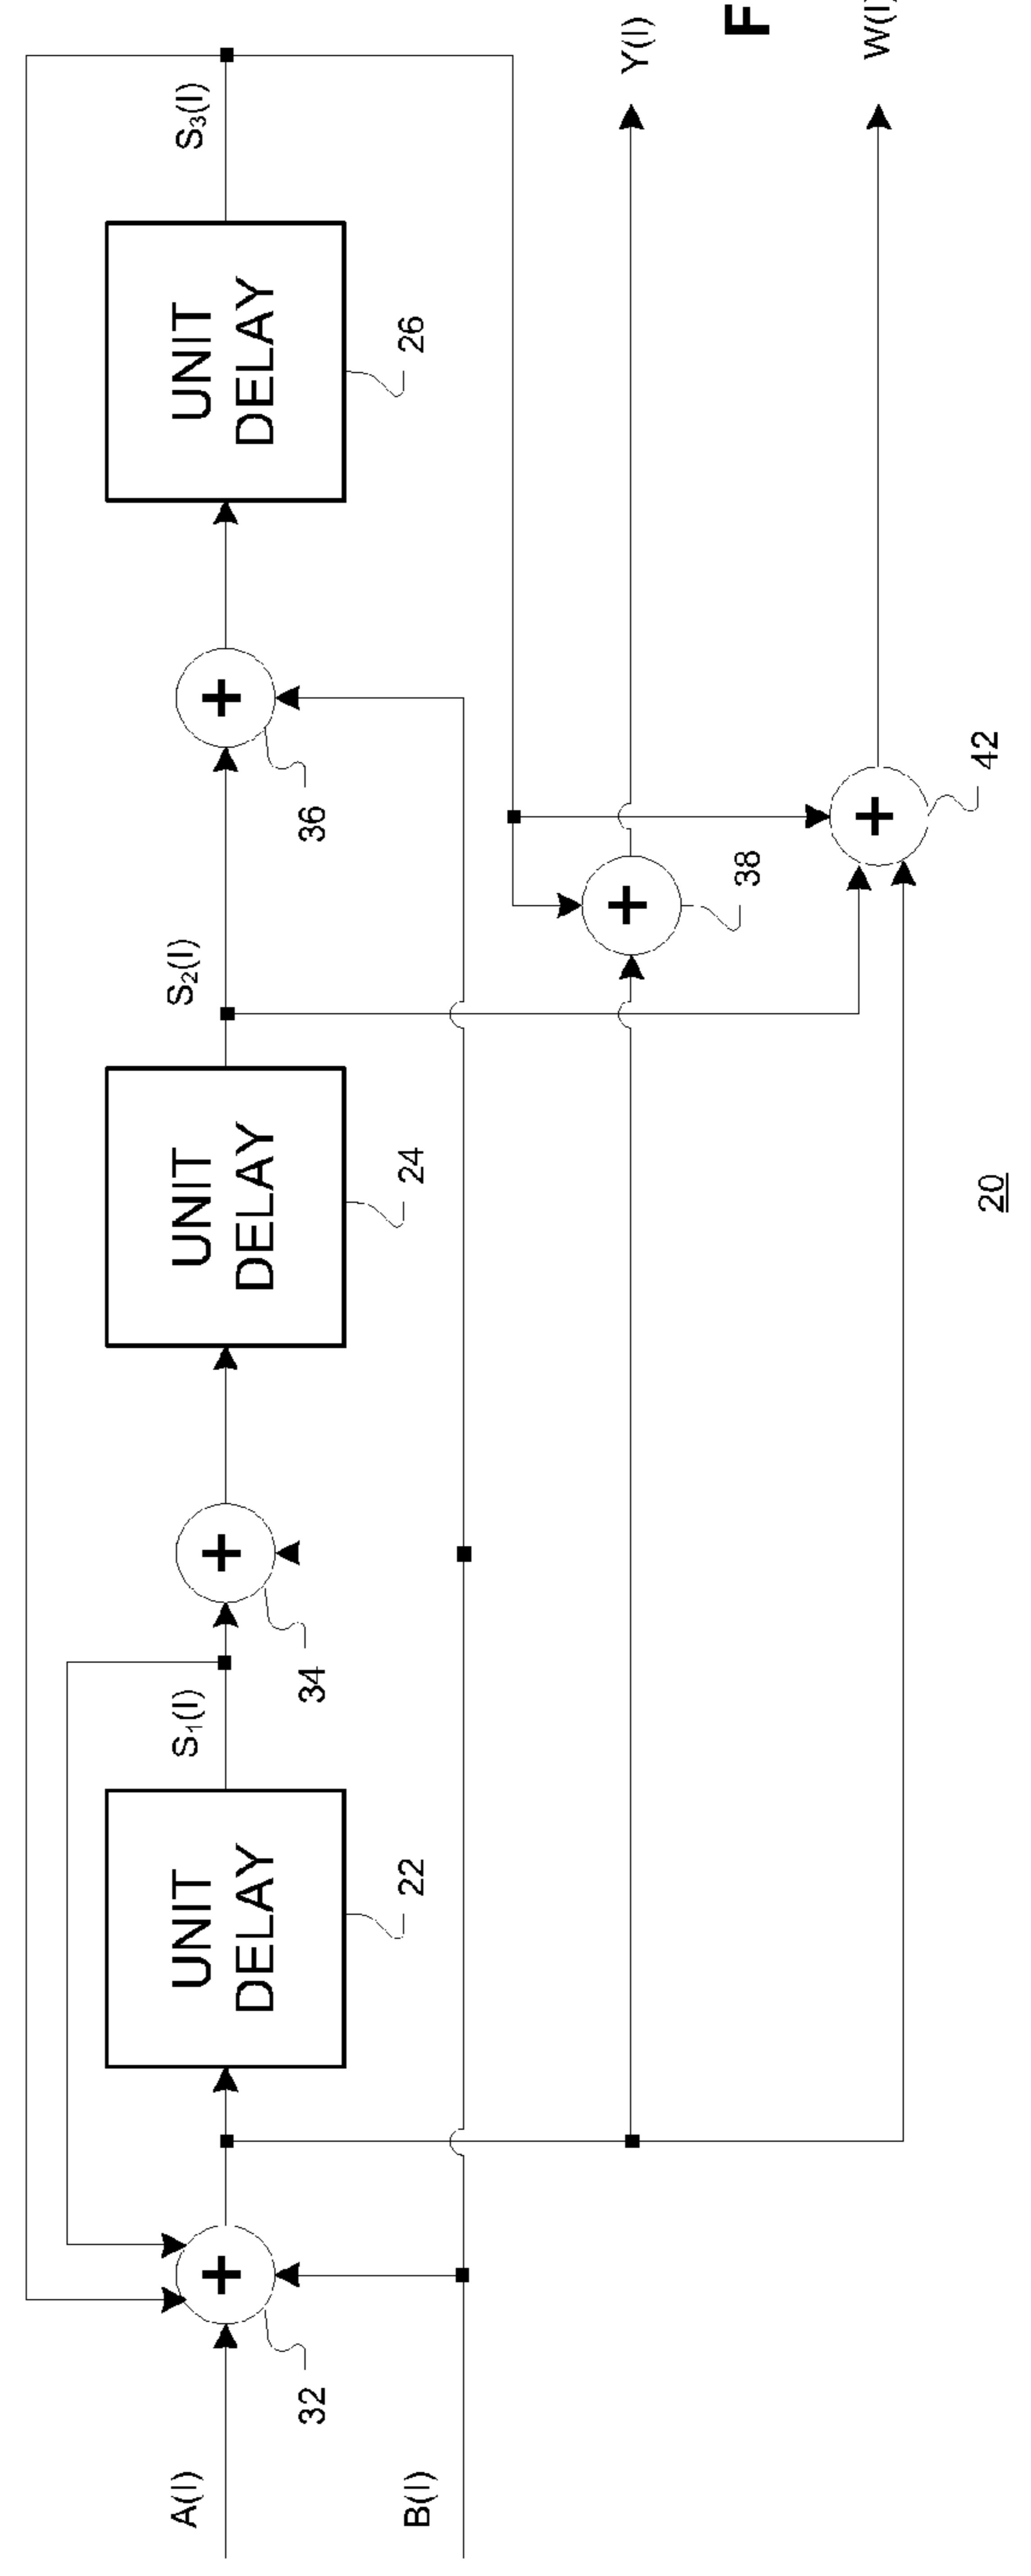 A(I)
B(I)
32
UNIT
DELAY
22
S₁(I)
34
UNIT
DELAY
24
S₂(I)
36
UNIT
DELAY
26
S₃(I)
38
42
Y(I)
W(I)
20
F